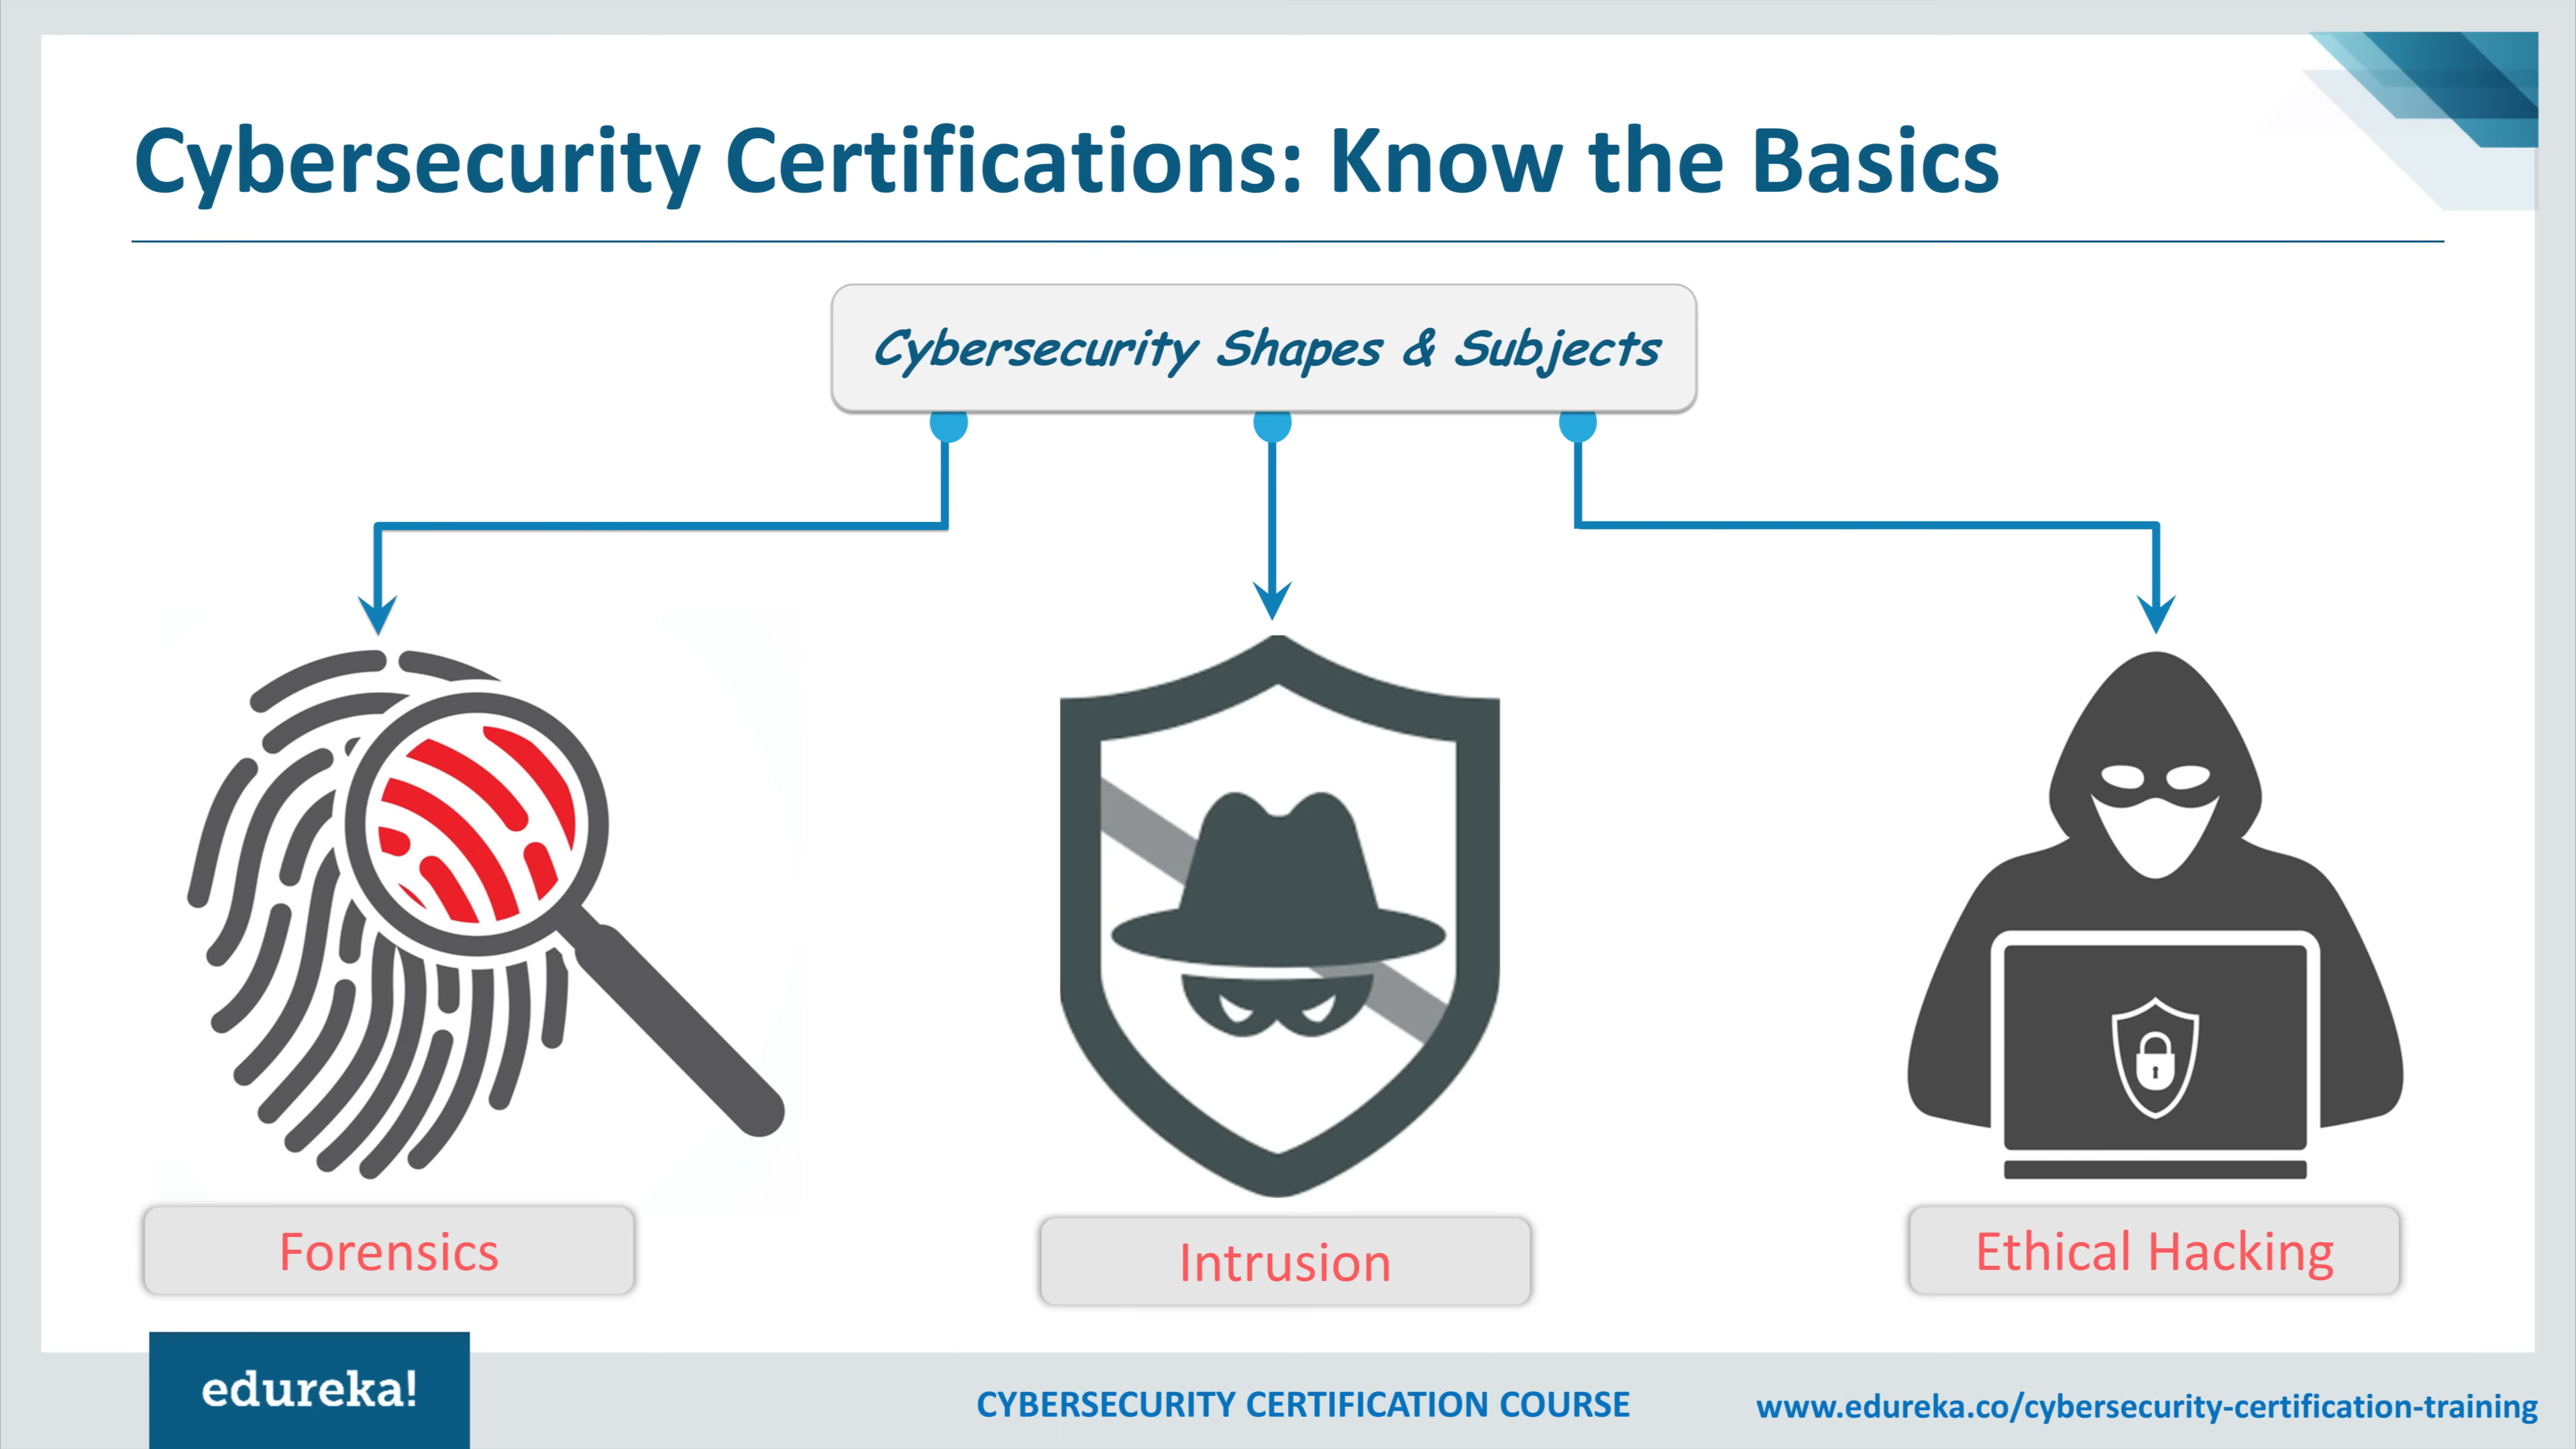 Cybersecurity Certifications: Know the Basics
Cybersecurity Shapes & Subjects
Forensics
Intrusion
Ethical Hacking
edureka!
CYBERSECURITY CERTIFICATION COURSE
www.edureka.co/cybersecurity-certification-training